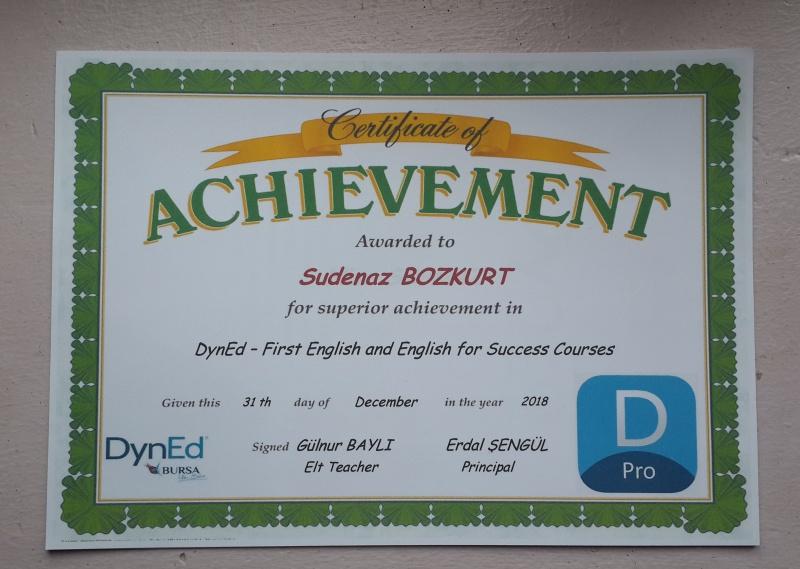 Certificate of
ACHIEVEMENT
Awarded to
Sudenaz BOZKURT
for superior achievement in
DynEd – First English and English for Success Courses
Given this 31 th day of December in the year 2018
Signed Gülnur BAYLI Erdal ŞENGÜL
Elt Teacher Principal
DynEd®
BURSA
D
Pro